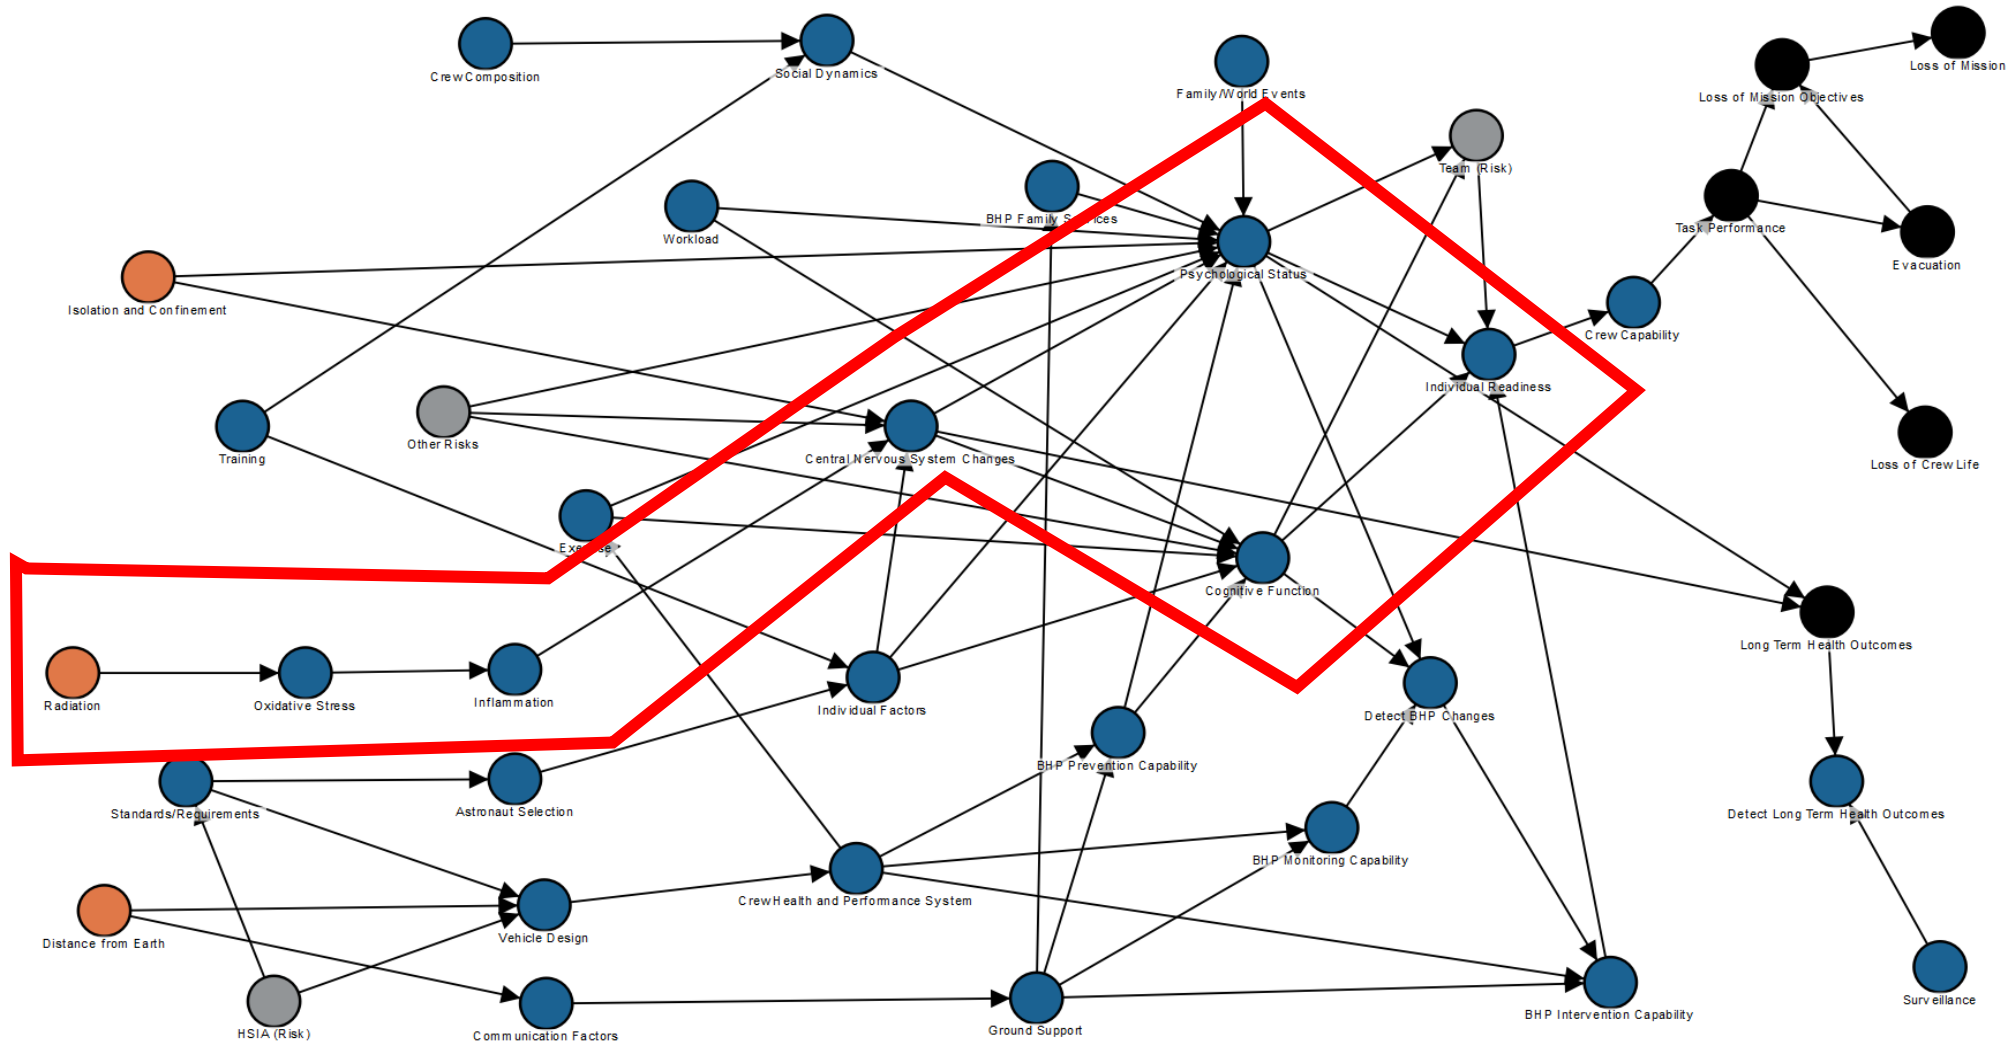 Crew Composition
Social Dynamics
Family/World Events
Loss of Mission
Loss of Mission Objectives
Team (Risk)
BHP Family Services
Workload
Task Performance
Evacuation
Psychological Status
Isolation and Confinement
Crew Capability
Individual Readiness
Other Risks
Training
Central Nervous System Changes
Loss of Crew Life
Exercise
Cognitive Function
Long Term Health Outcomes
Radiation
Oxidative Stress
Inflammation
Individual Factors
Detect BHP Changes
BHP Prevention Capability
Standards/Requirements
Astronaut Selection
Detect Long Term Health Outcomes
BHP Monitoring Capability
Crew Health and Performance System
Distance from Earth
Vehicle Design
Surveillance
BHP Intervention Capability
HSIA (Risk)
Communication Factors
Ground Support